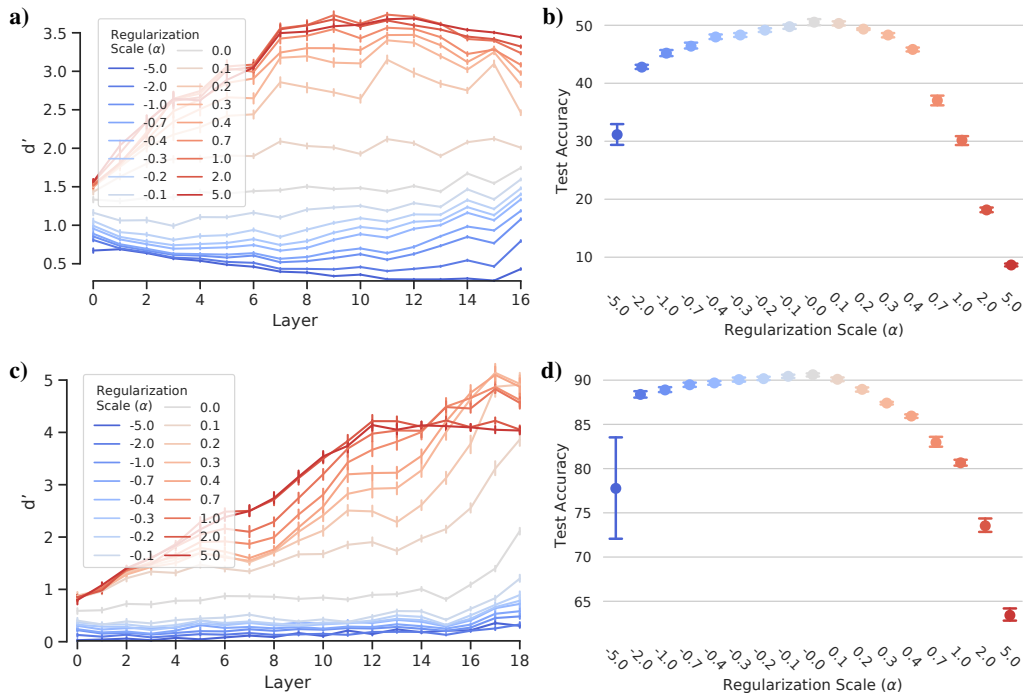 a)
Regularization
Scale (α)
0.0
-5.0 0.1
-2.0 0.2
-1.0 0.3
-0.7 0.4
-0.4 0.7
-0.3 1.0
-0.2 2.0
-0.1 5.0
3.5
3.0
2.5
2.0
1.5
1.0
0.5
d′
0 2 4 6 8 10 12 14 16
Layer
b)
50
40
30
20
10
Test Accuracy
-5.0 -2.0 -1.0 -0.7 -0.4 -0.3 -0.2 -0.1 -0.0 0.1 0.2 0.3 0.4 0.7 1.0 2.0 5.0
Regularization Scale (α)
c)
Regularization
Scale (α)
0.0
-5.0 0.1
-2.0 0.2
-1.0 0.3
-0.7 0.4
-0.4 0.7
-0.3 1.0
-0.2 2.0
-0.1 5.0
5
4
3
2
1
0
d′
0 2 4 6 8 10 12 14 16 18
Layer
d)
90
85
80
75
70
65
Test Accuracy
-5.0 -2.0 -1.0 -0.7 -0.4 -0.3 -0.2 -0.1 -0.0 0.1 0.2 0.3 0.4 0.7 1.0 2.0 5.0
Regularization Scale (α)